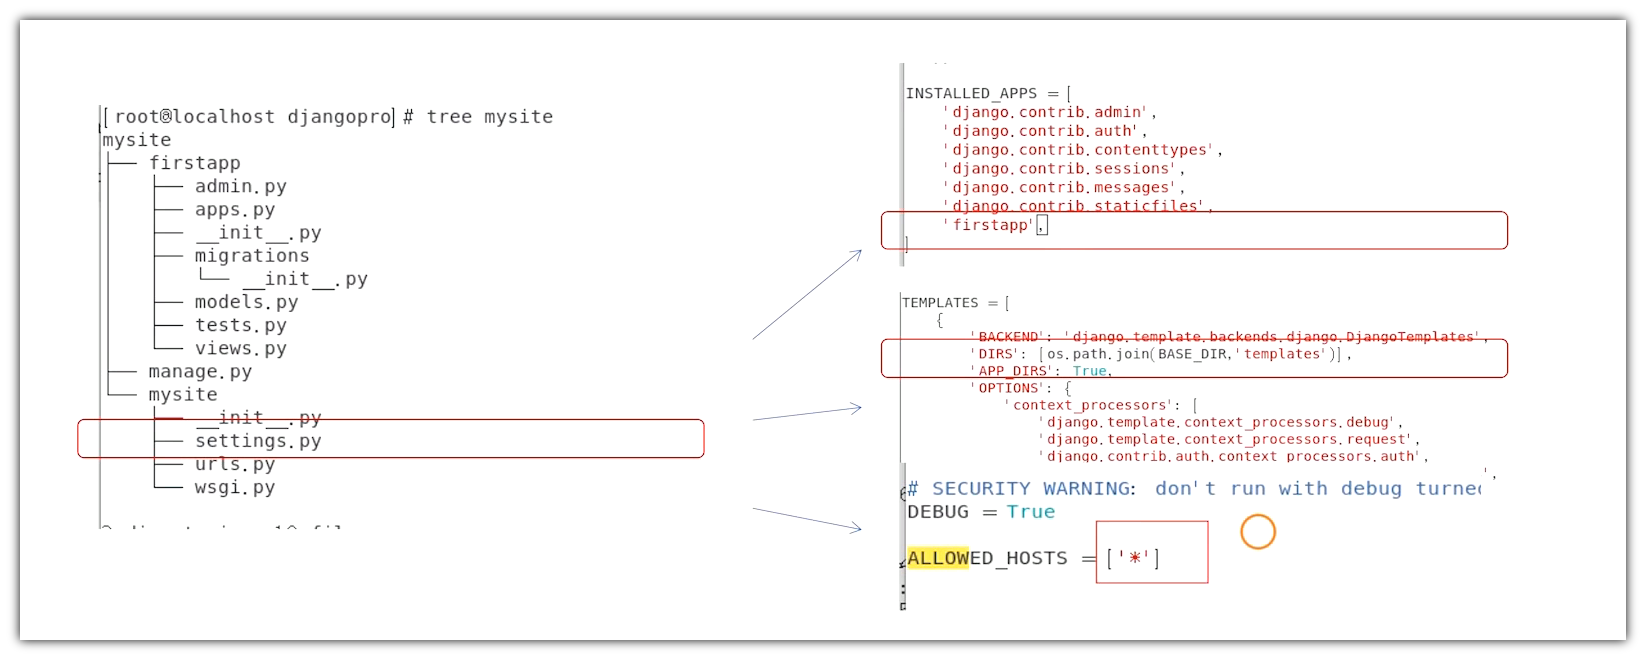 [root@localhost djangopro]# tree mysite
mysite
├── firstapp
│   ├── admin.py
│   ├── apps.py
│   ├── __init__.py
│   ├── migrations
│   │   └── __init__.py
│   ├── models.py
│   ├── tests.py
│   └── views.py
├── manage.py
└── mysite
    ├── __init__.py
    ├── settings.py
    ├── urls.py
    └── wsgi.py
INSTALLED_APPS = [
    'django.contrib.admin',
    'django.contrib.auth',
    'django.contrib.contenttypes',
    'django.contrib.sessions',
    'django.contrib.messages',
    'django.contrib.staticfiles',
    'firstapp',
]
TEMPLATES = [
    {
        'BACKEND': 'django.template.backends.django.DjangoTemplates',
        'DIRS': [os.path.join(BASE_DIR,'templates')],
        'APP_DIRS': True,
        'OPTIONS': {
            'context_processors': [
                'django.template.context_processors.debug',
                'django.template.context_processors.request',
                'django.contrib.auth.context_processors.auth',
# SECURITY WARNING: don't run with debug turned
DEBUG = True
ALLOWED_HOSTS = ['*']